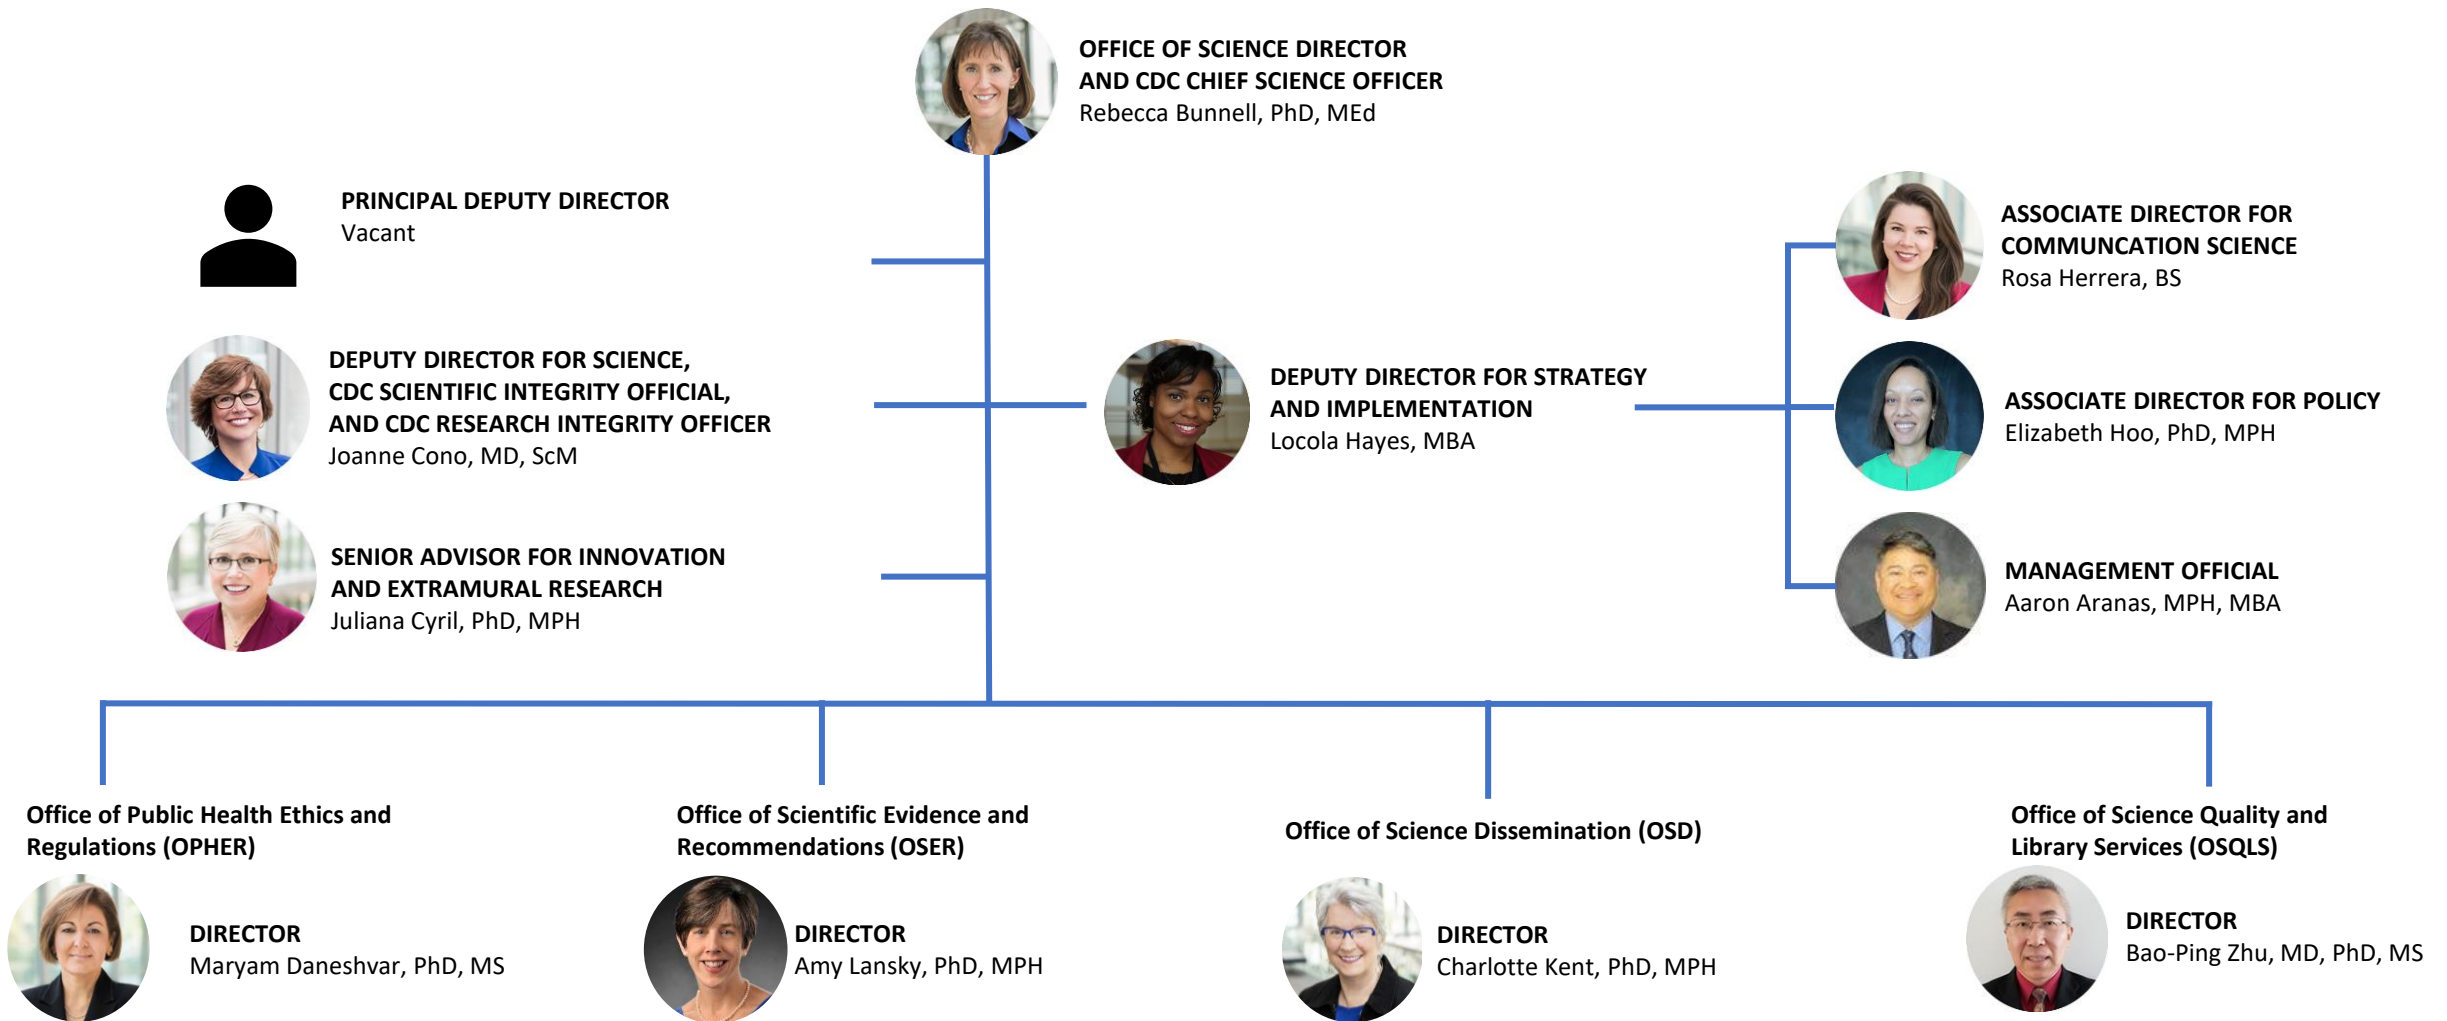 OFFICE OF SCIENCE DIRECTOR
AND CDC CHIEF SCIENCE OFFICER
Rebecca Bunnell, PhD, MEd
PRINCIPAL DEPUTY DIRECTOR
Vacant
DEPUTY DIRECTOR FOR SCIENCE,
CDC SCIENTIFIC INTEGRITY OFFICIAL,
AND CDC RESEARCH INTEGRITY OFFICER
Joanne Cono, MD, ScM
SENIOR ADVISOR FOR INNOVATION
AND EXTRAMURAL RESEARCH
Juliana Cyril, PhD, MPH
DEPUTY DIRECTOR FOR STRATEGY
AND IMPLEMENTATION
Locola Hayes, MBA
ASSOCIATE DIRECTOR FOR
COMMUNCATION SCIENCE
Rosa Herrera, BS
ASSOCIATE DIRECTOR FOR POLICY
Elizabeth Hoo, PhD, MPH
MANAGEMENT OFFICIAL
Aaron Aranas, MPH, MBA
Office of Public Health Ethics and
Regulations (OPHER)
DIRECTOR
Maryam Daneshvar, PhD, MS
Office of Scientific Evidence and
Recommendations (OSER)
DIRECTOR
Amy Lansky, PhD, MPH
Office of Science Dissemination (OSD)
DIRECTOR
Charlotte Kent, PhD, MPH
Office of Science Quality and
Library Services (OSQLS)
DIRECTOR
Bao-Ping Zhu, MD, PhD, MS